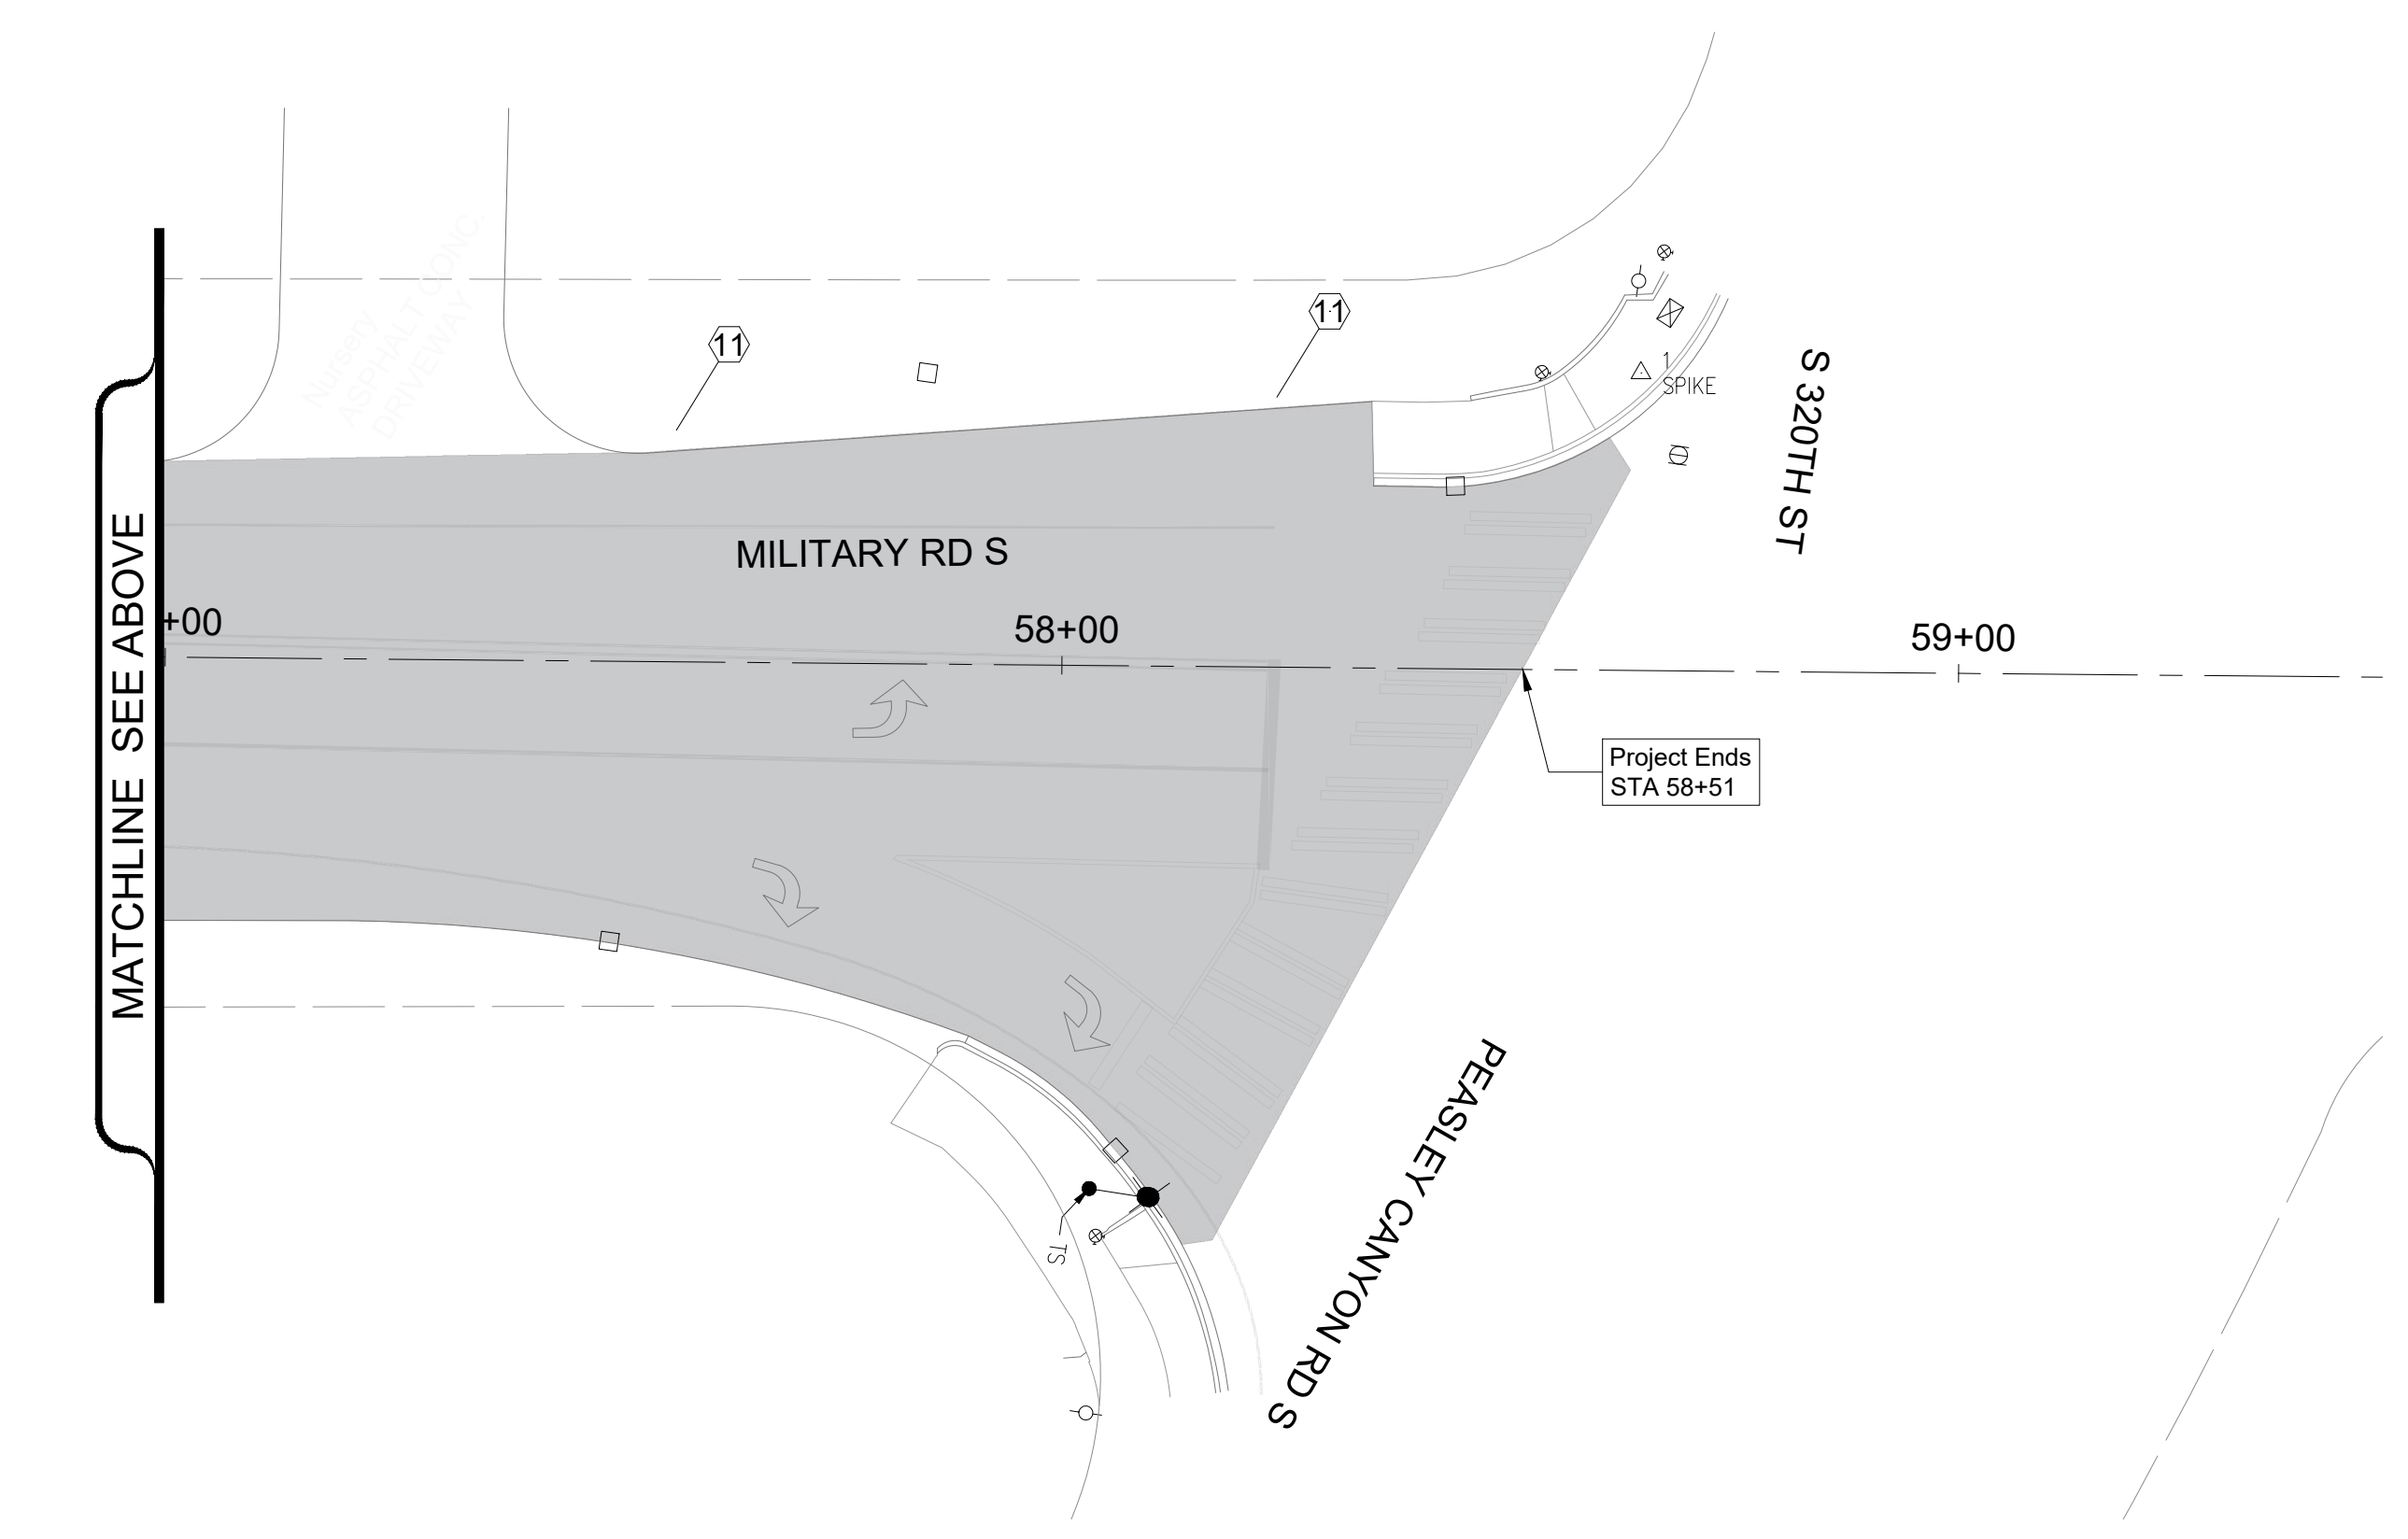 Nursery
ASPHALT CONC.
DRIVEWAY
11
11
1
SPIKE
S 320TH ST
MATCHLINE SEE ABOVE
MILITARY RD S
+00
58+00
59+00
Project Ends
STA 58+51
PEASLEY CANYON RD S
TS